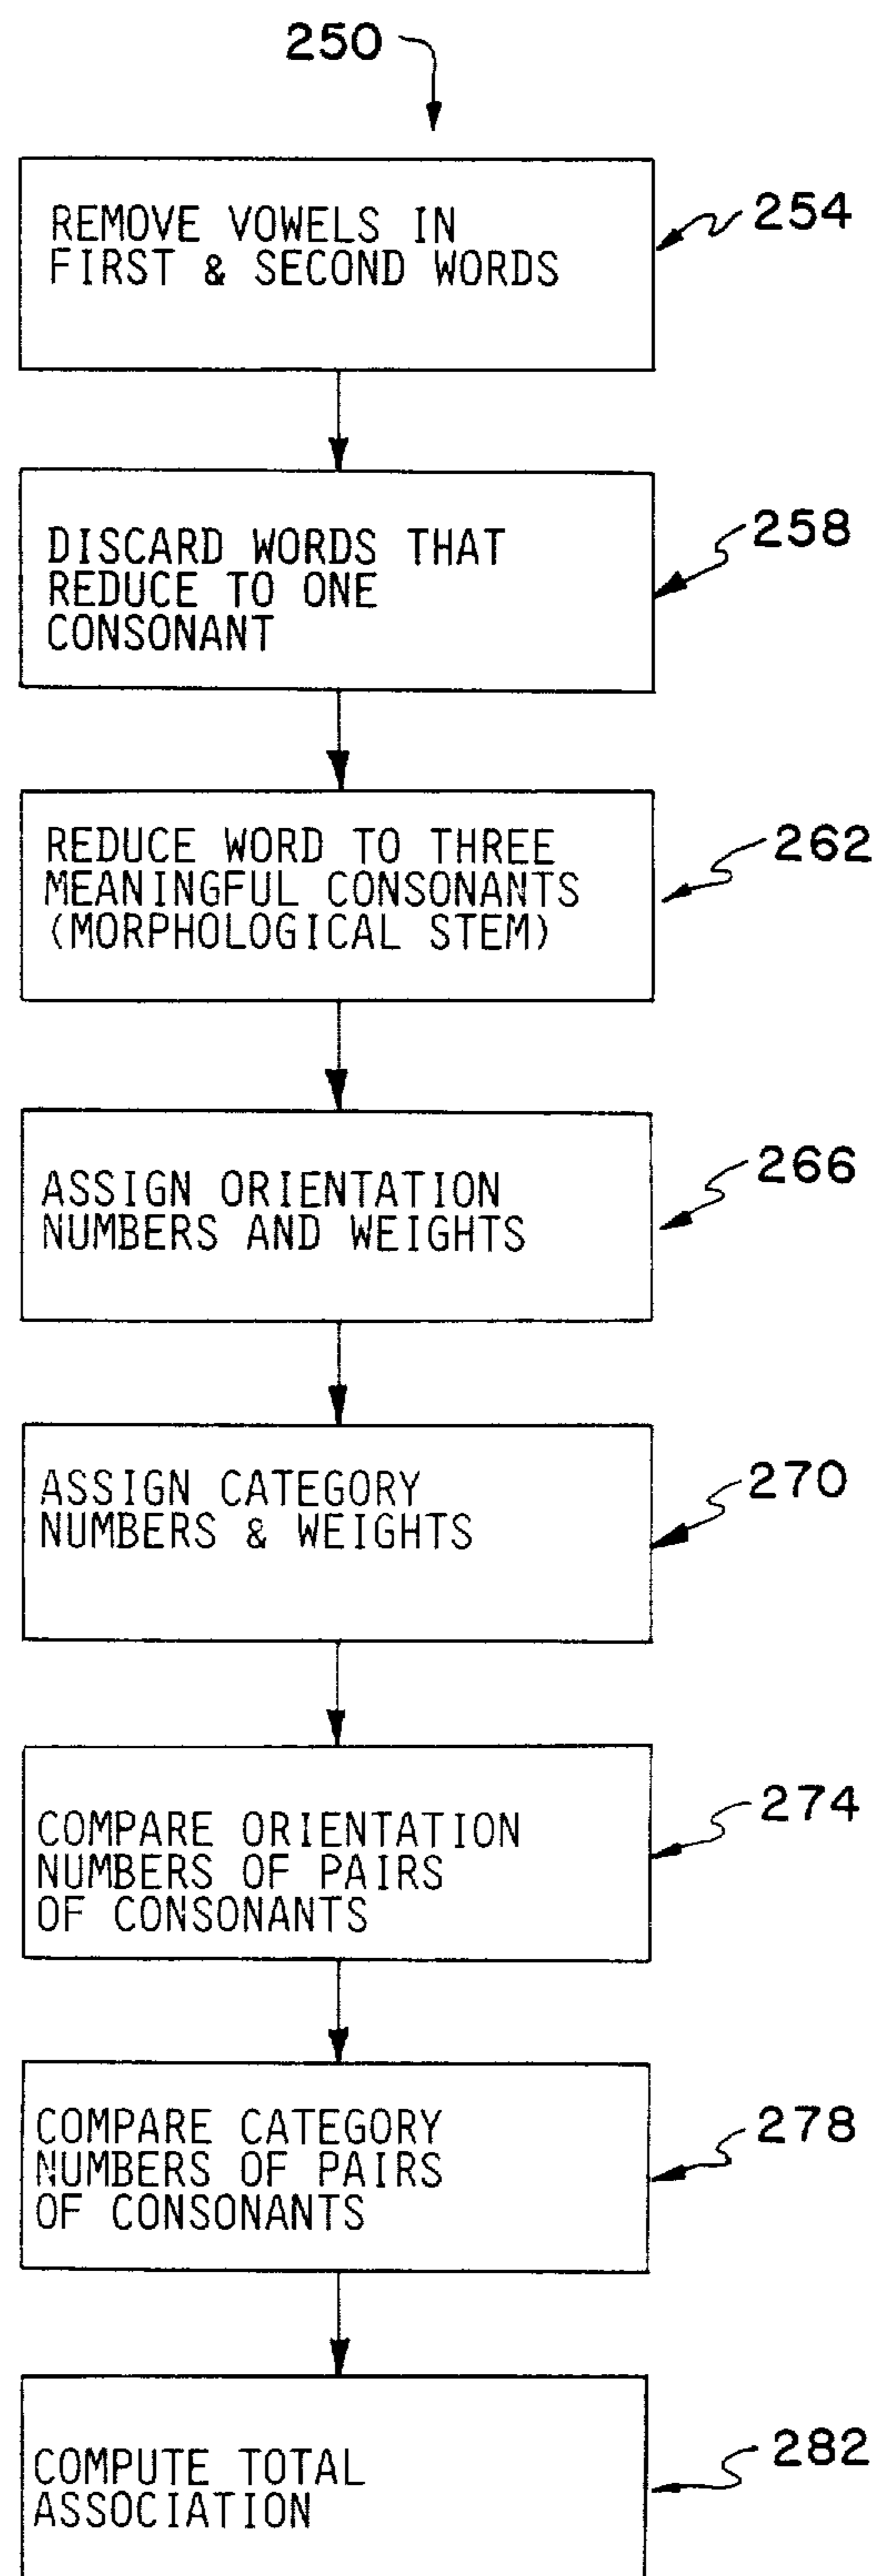 250
REMOVE VOWELS IN
FIRST & SECOND WORDS
254
DISCARD WORDS THAT
REDUCE TO ONE
CONSONANT
258
REDUCE WORD TO THREE
MEANINGFUL CONSONANTS
(MORPHOLOGICAL STEM)
262
ASSIGN ORIENTATION
NUMBERS AND WEIGHTS
266
ASSIGN CATEGORY
NUMBERS & WEIGHTS
270
COMPARE ORIENTATION
NUMBERS OF PAIRS
OF CONSONANTS
274
COMPARE CATEGORY
NUMBERS OF PAIRS
OF CONSONANTS
278
COMPUTE TOTAL
ASSOCIATION
282